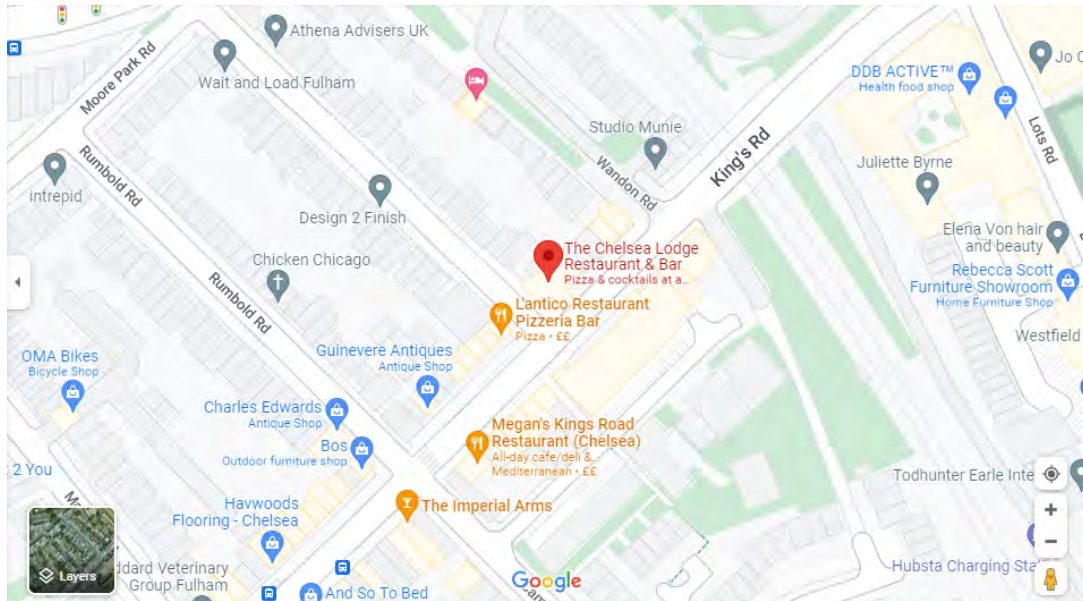 Athena Advisers UK
Moore Park Rd
Wait and Load Fulham
DDB ACTIVE™
Health food shop
Jo
Studio Munie
King's Rd
Lots Rd
Rumbold Rd
intrepid
Wandon Rd
Juliette Byrne
Design 2 Finish
Elena Von hair
and beauty
The Chelsea Lodge
Restaurant & Bar
Pizza & cocktails at a...
Chicken Chicago
Rebecca Scott
Furniture Showroom
Home Furniture Shop
Rumbold Rd
L'antico Restaurant
Pizzeria Bar
Pizza • ££
Westfield
OMA Bikes
Bicycle Shop
Guinevere Antiques
Antique Shop
Charles Edwards
Antique Shop
Megan's Kings Road
Restaurant (Chelsea)
All-day cafe/deli &...
Mediterranean • ££
Bos
Outdoor furniture shop
2 You
Todhunter Earle Inte
Havwoods
Flooring - Chelsea
The Imperial Arms
Layers
ddard Veterinary
Group Fulham
Google
Hubsta Charging Sta
And So To Bed